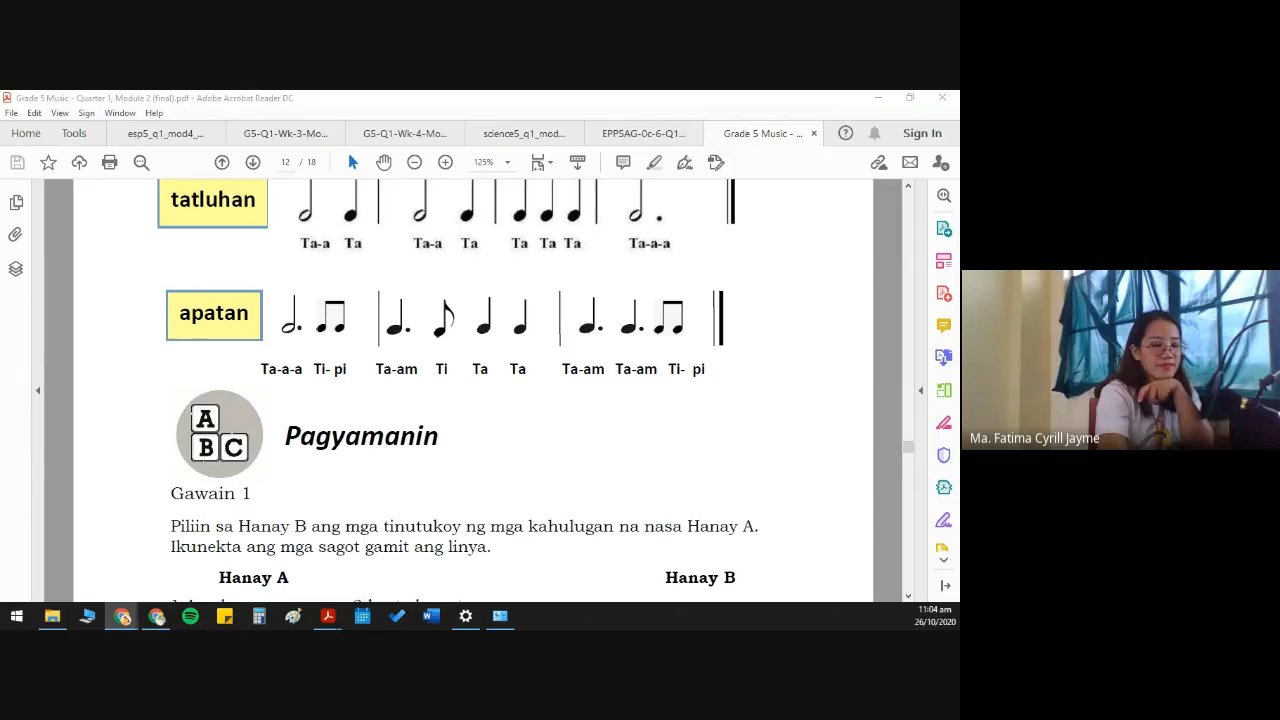 Grade 5 Music - Quarter 1, Module 2 (final).pdf - Adobe Acrobat Reader DC
File Edit View Sign Window Help
Home Tools esp5_q1_mod4_... G5-Q1-Wk-3-Mo... G5-Q1-Wk-4-Mo... science5_q1_mod... EPP5AG-0c-6-Q1... Grade 5 Music - ... × Sign In
12 / 18 125%
tatluhan
Ta-a Ta Ta-a Ta Ta Ta Ta Ta-a-a
apatan
Ta-a-a Ti- pi Ta-am Ti Ta Ta Ta-am Ta-am Ti- pi
A
B C
Pagyamanin
Gawain 1
Piliin sa Hanay B ang mga tinutukoy ng mga kahulugan na nasa Hanay A.
Ikunekta ang mga sagot gamit ang linya.
Hanay A Hanay B
11:04 am
26/10/2020
Ma. Fatima Cyrill Jayme